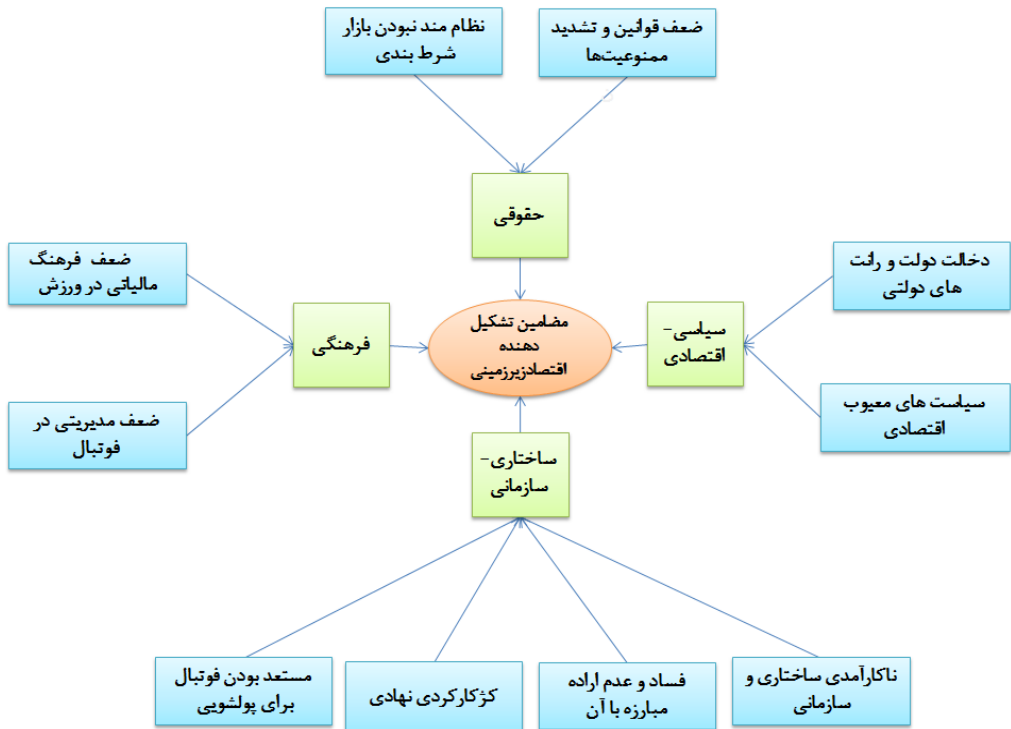 نظام مند نبودن بازار
شرط بندی
ضعف قوانین و تشدید
ممنوعیت‌ها
حقوقی
ضعف فرهنگ
مالیاتی در ورزش
ضعف مدیریتی در
فوتبال
فرهنگی
مضامین تشکیل
دهنده
اقتصادزیرزمینی
سیاسی-
اقتصادی
دخالت دولت و رانت
های دولتی
سیاست های معیوب
اقتصادی
ساختاری-
سازمانی
مستعد بودن فوتبال
برای پولشویی
کژکارکردی نهادی
فساد و عدم اراده
مبارزه با آن
ناکارآمدی ساختاری و
سازمانی